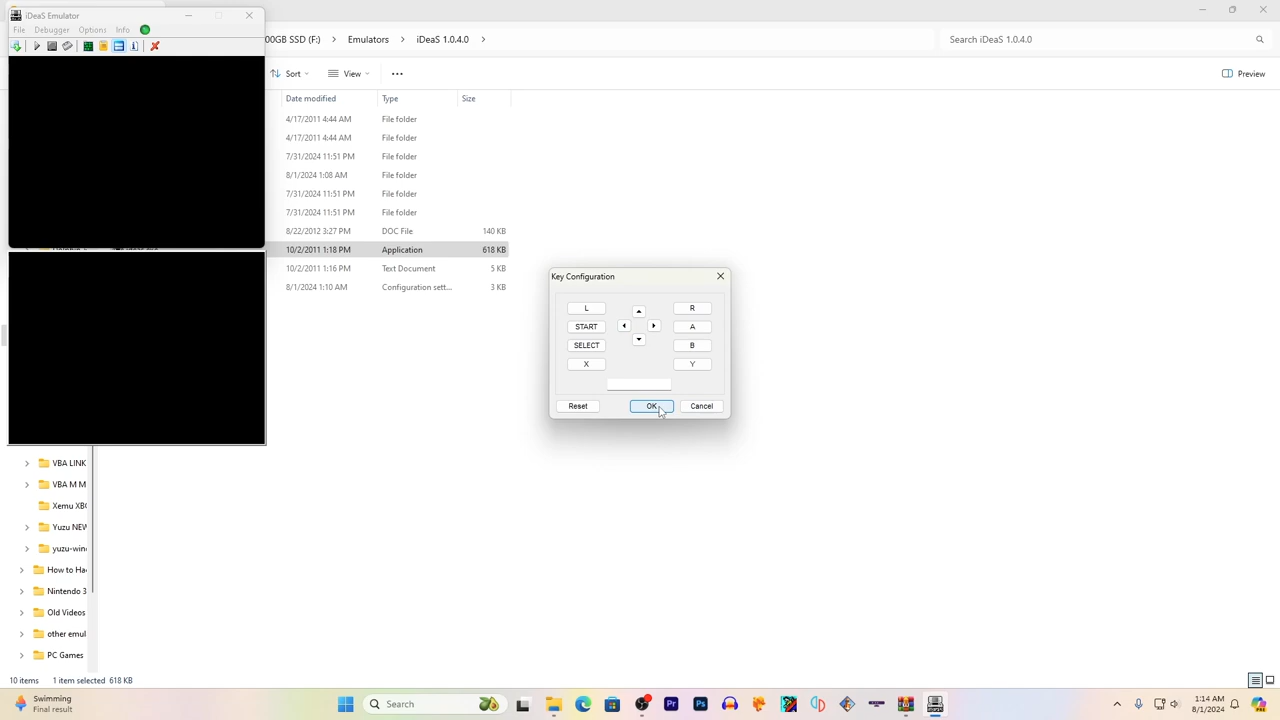 iDeaS Emulator
File Debugger Options Info
00GB SSD (F:) Emulators iDeaS 1.0.4.0
Search iDeaS 1.0.4.0
Sort View Preview
Date modified Type Size
4/17/2011 4:44 AM File folder
4/17/2011 4:44 AM File folder
7/31/2024 11:51 PM File folder
8/1/2024 1:08 AM File folder
7/31/2024 11:51 PM File folder
7/31/2024 11:51 PM File folder
8/22/2012 3:27 PM DOC File 140 KB
10/2/2011 1:18 PM Application 618 KB
10/2/2011 1:16 PM Text Document 5 KB
8/1/2024 1:10 AM Configuration sett... 3 KB
Key Configuration
L R
START A
SELECT B
X Y
Reset OK Cancel
VBA LINK
VBA M M
Xemu XB
Yuzu NEW
yuzu-win
How to Ha
Nintendo 3
Old Videos
other emul
PC Games
10 items 1 item selected 618 KB
Swimming
Final result
Search
1:14 AM
8/1/2024